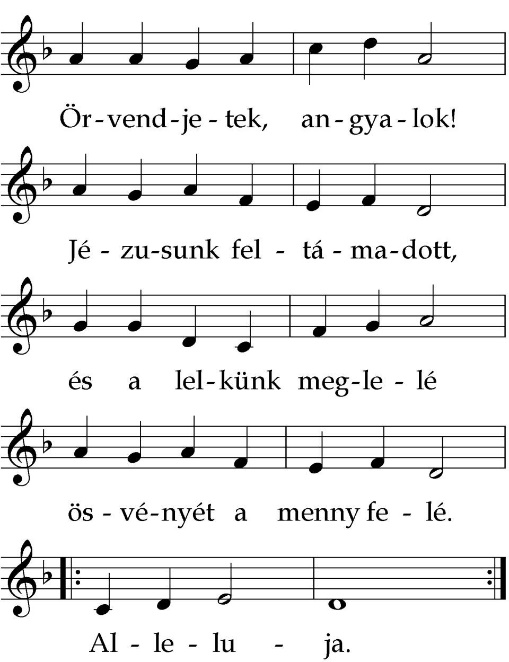 Ör-vend-je-tek, an-gya-lok!
Jé-zu-sunk fel-tá-ma-dott,
és a lel-künk meg-le-lé
ös-vé-nyét a menny fe-lé.
Al-le-lu-ja.